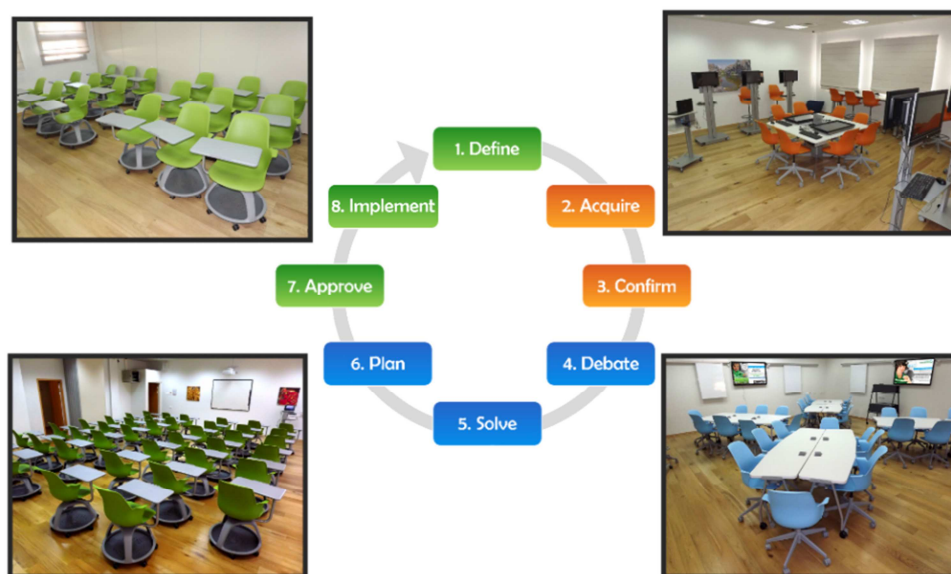 1. Define
2. Acquire
3. Confirm
4. Debate
5. Solve
6. Plan
7. Approve
8. Implement